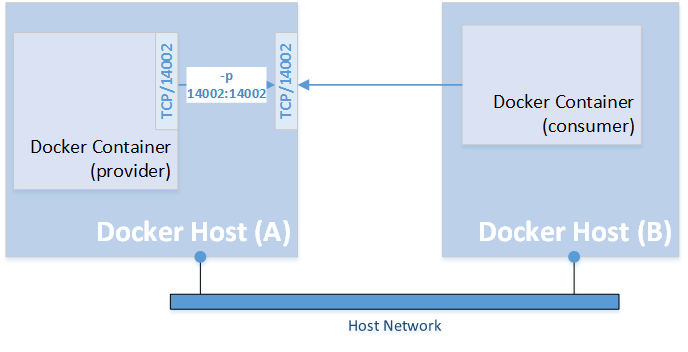 TCP/14002
-p
14002:14002
TCP/14002
Docker Container
(provider)
Docker Host (A)
Docker Container
(consumer)
Docker Host (B)
Host Network